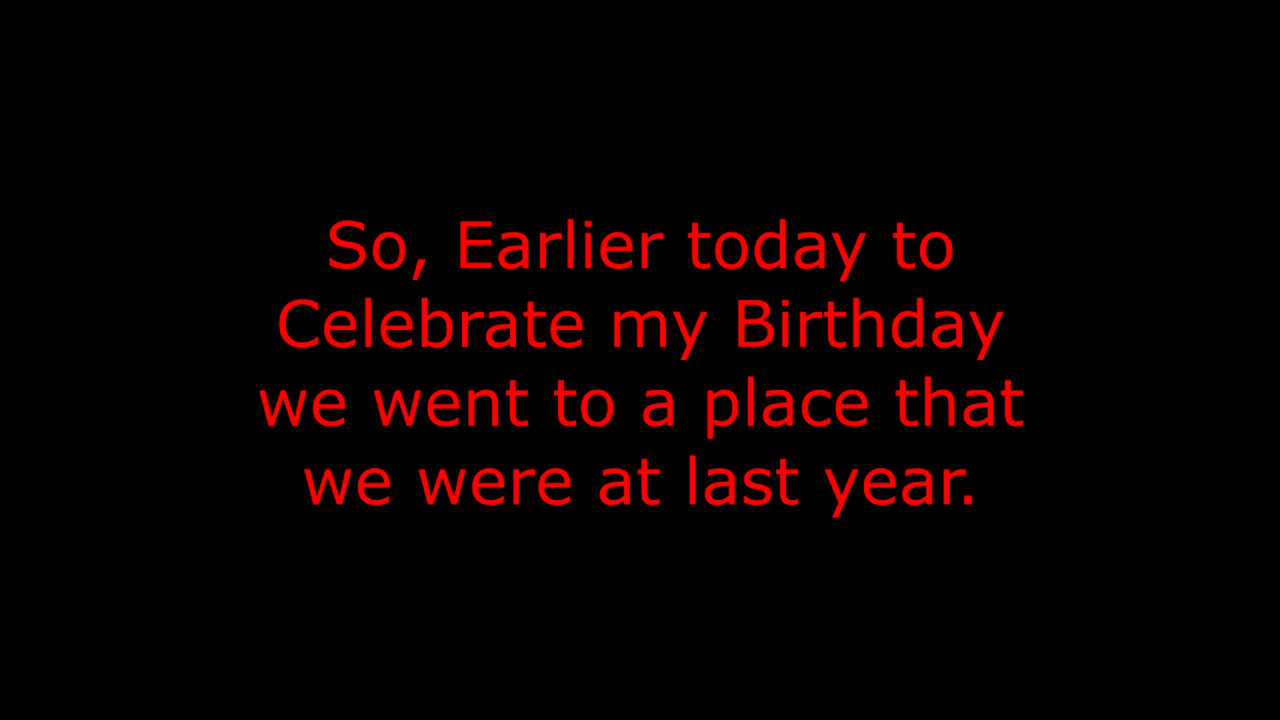 So, Earlier today to
Celebrate my Birthday
we went to a place that
we were at last year.